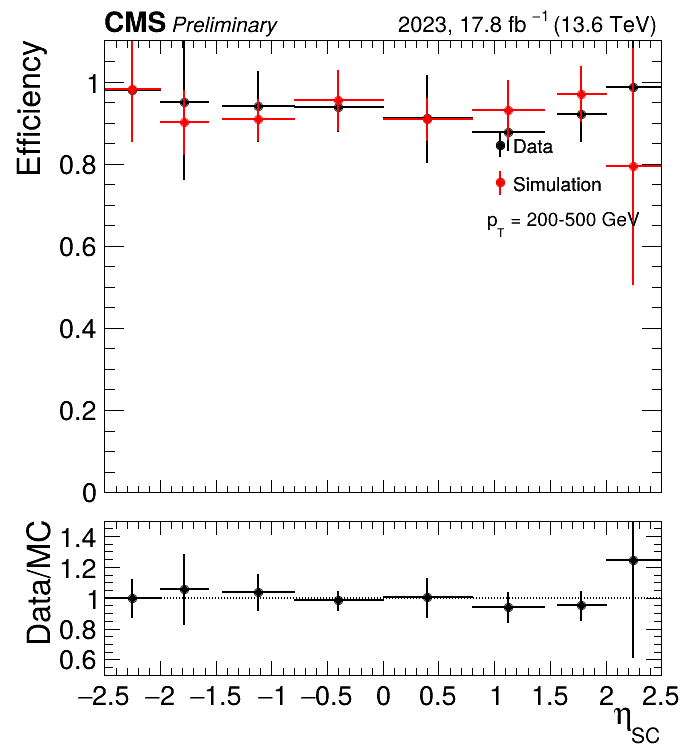 CMS Preliminary 2023, 17.8 fb⁻¹ (13.6 TeV)
Efficiency
1
0.8
0.6
0.4
0.2
0
Data
Simulation
p_T = 200-500 GeV
Data/MC
1.4
1.2
1
0.8
0.6
−2.5 −2 −1.5 −1 −0.5 0 0.5 1 1.5 2 2.5
η_SC